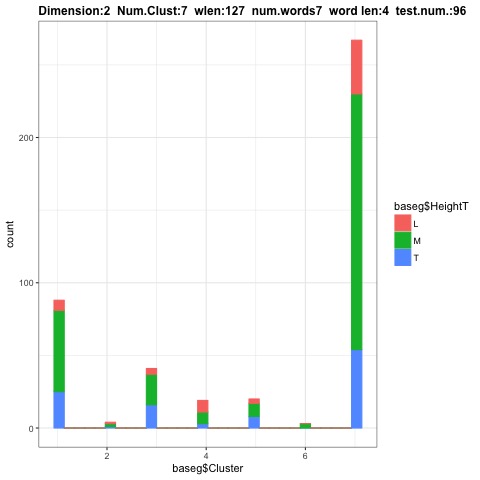 Dimension:2  Num.Clust:7  wlen:127  num.words7  word len:4  test.num.:96
200
100
0
count
2 4 6
baseg$Cluster
baseg$HeightT
L
M
T